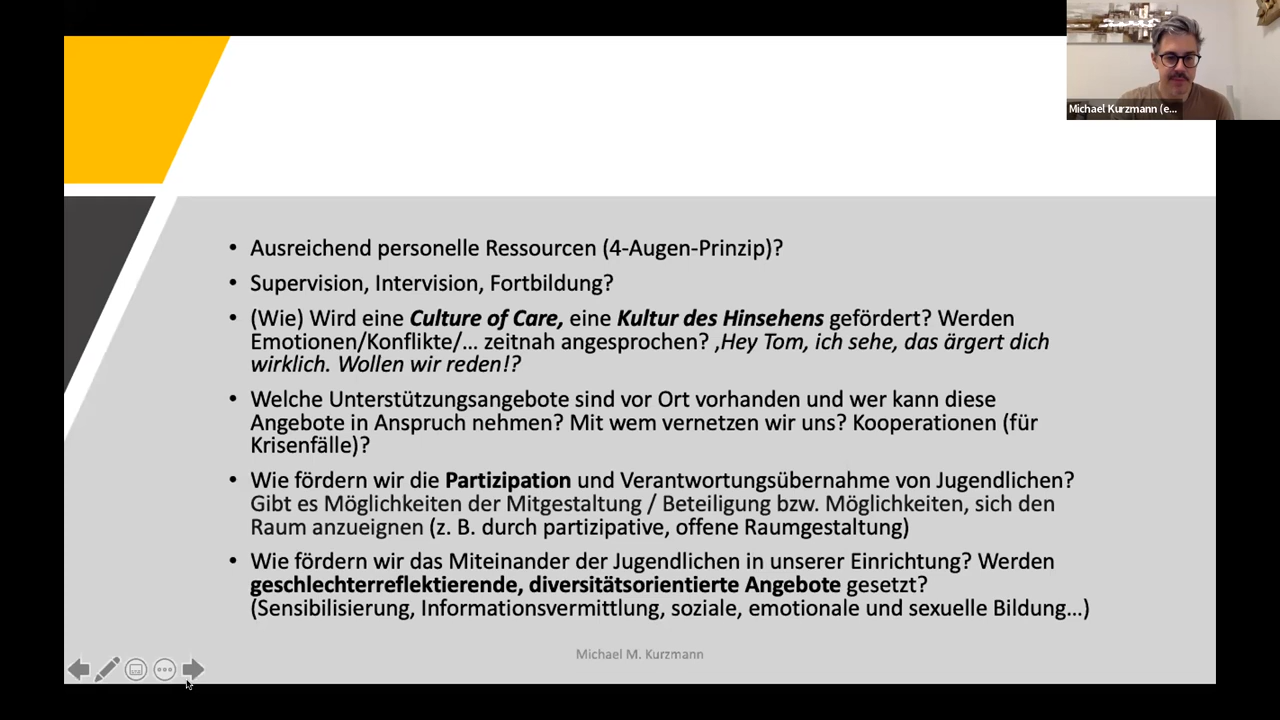 Michael Kurzmann (e...
• Ausreichend personelle Ressourcen (4-Augen-Prinzip)?
• Supervision, Intervision, Fortbildung?
• (Wie) Wird eine Culture of Care, eine Kultur des Hinsehens gefördert? Werden
Emotionen/Konflikte/... zeitnah angesprochen? ‚Hey Tom, ich sehe, das ärgert dich
wirklich. Wollen wir reden!?
• Welche Unterstützungsangebote sind vor Ort vorhanden und wer kann diese
Angebote in Anspruch nehmen? Mit wem vernetzen wir uns? Kooperationen (für
Krisenfälle)?
• Wie fördern wir die Partizipation und Verantwortungsübernahme von Jugendlichen?
Gibt es Möglichkeiten der Mitgestaltung / Beteiligung bzw. Möglichkeiten, sich den
Raum anzueignen (z. B. durch partizipative, offene Raumgestaltung)
• Wie fördern wir das Miteinander der Jugendlichen in unserer Einrichtung? Werden
geschlechterreflektierende, diversitätsorientierte Angebote gesetzt?
(Sensibilisierung, Informationsvermittlung, soziale, emotionale und sexuelle Bildung...)
Michael M. Kurzmann